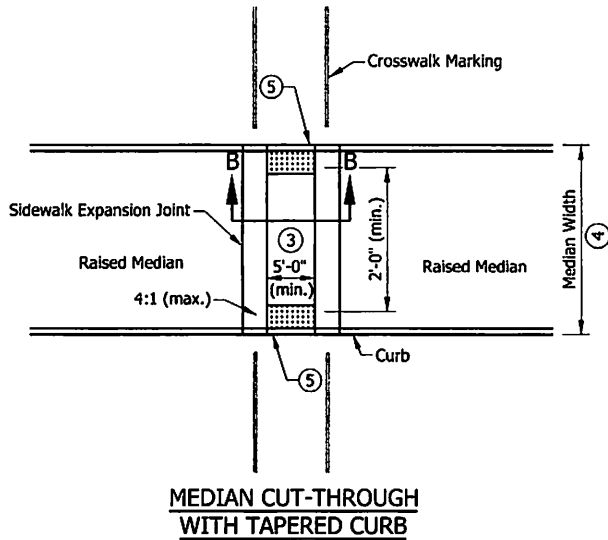 Crosswalk Marking
5
B
B
Sidewalk Expansion Joint
3
5'-0"
(min.)
2'-0" (min.)
Median Width
4
Raised Median
Raised Median
4:1 (max.)
Curb
5
MEDIAN CUT-THROUGH
WITH TAPERED CURB